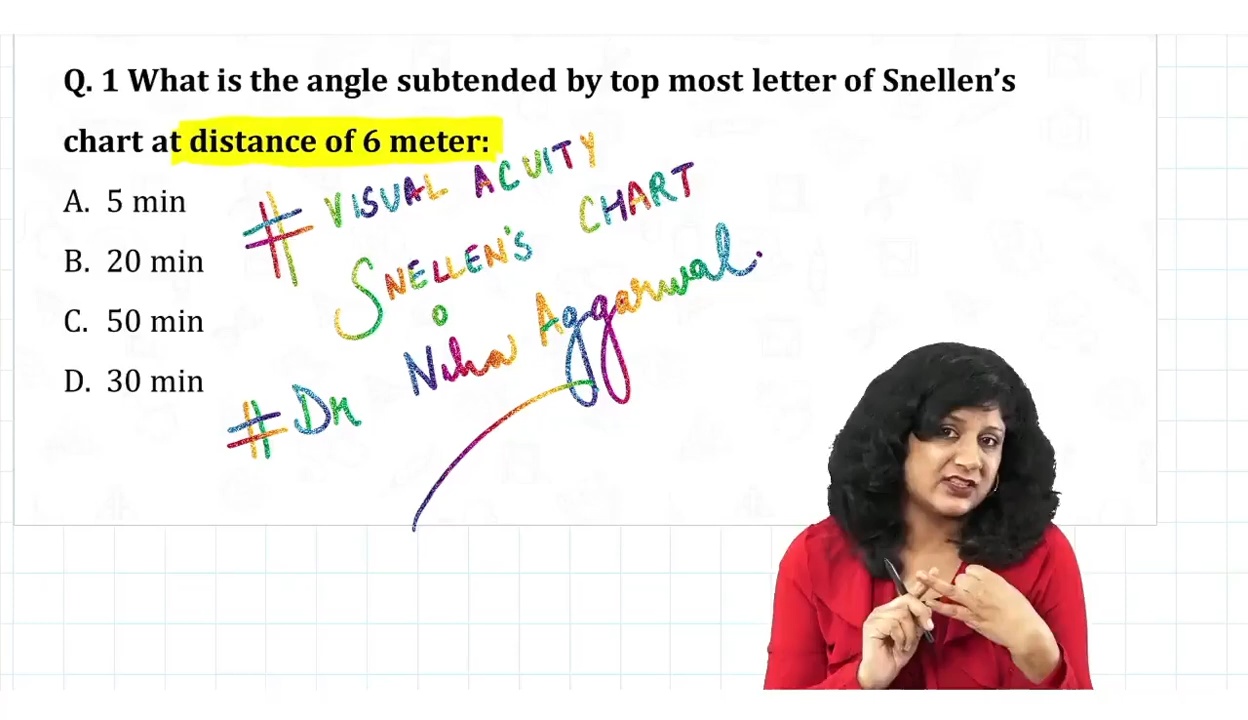 Q. 1 What is the angle subtended by top most letter of Snellen’s
chart at distance of 6 meter:
A. 5 min
B. 20 min
C. 50 min
D. 30 min
# VISUAL ACUITY
SNELLEN'S CHART
# Dr Niha Aggarwal.